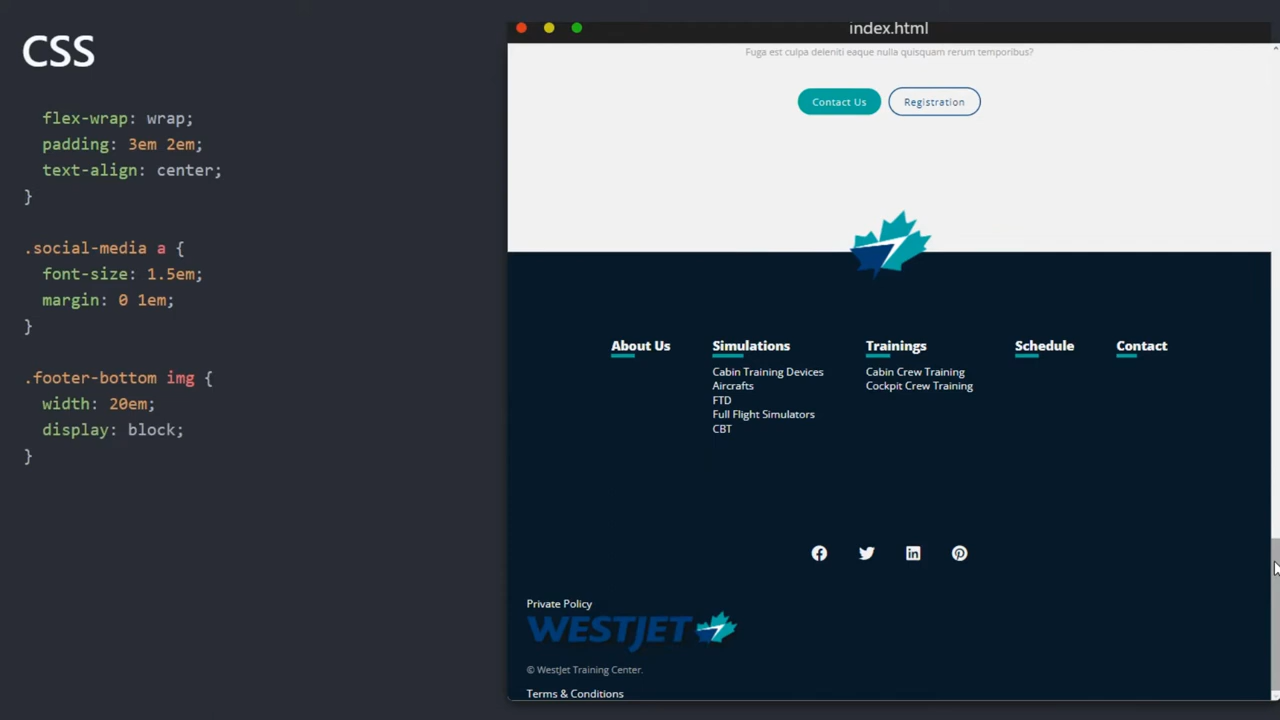 CSS
flex-wrap: wrap;
padding: 3em 2em;
text-align: center;
}
.social-media a {
font-size: 1.5em;
margin: 0 1em;
}
.footer-bottom img {
width: 20em;
display: block;
}
index.html
Fuga est culpa deleniti eaque nulla quisquam rerum temporibus?
Contact Us
Registration
About Us
Simulations
Cabin Training Devices
Aircrafts
FTD
Full Flight Simulators
CBT
Trainings
Cabin Crew Training
Cockpit Crew Training
Schedule
Contact
Private Policy
WESTJET
© WestJet Training Center.
Terms & Conditions